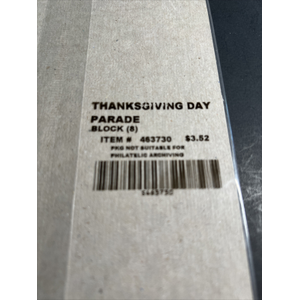 THANKSGIVING DAY
PARADE
BLOCK (8)
ITEM # 463730 $3.52
PKG NOT SUITABLE FOR
PHILATELIC ARCHIVING